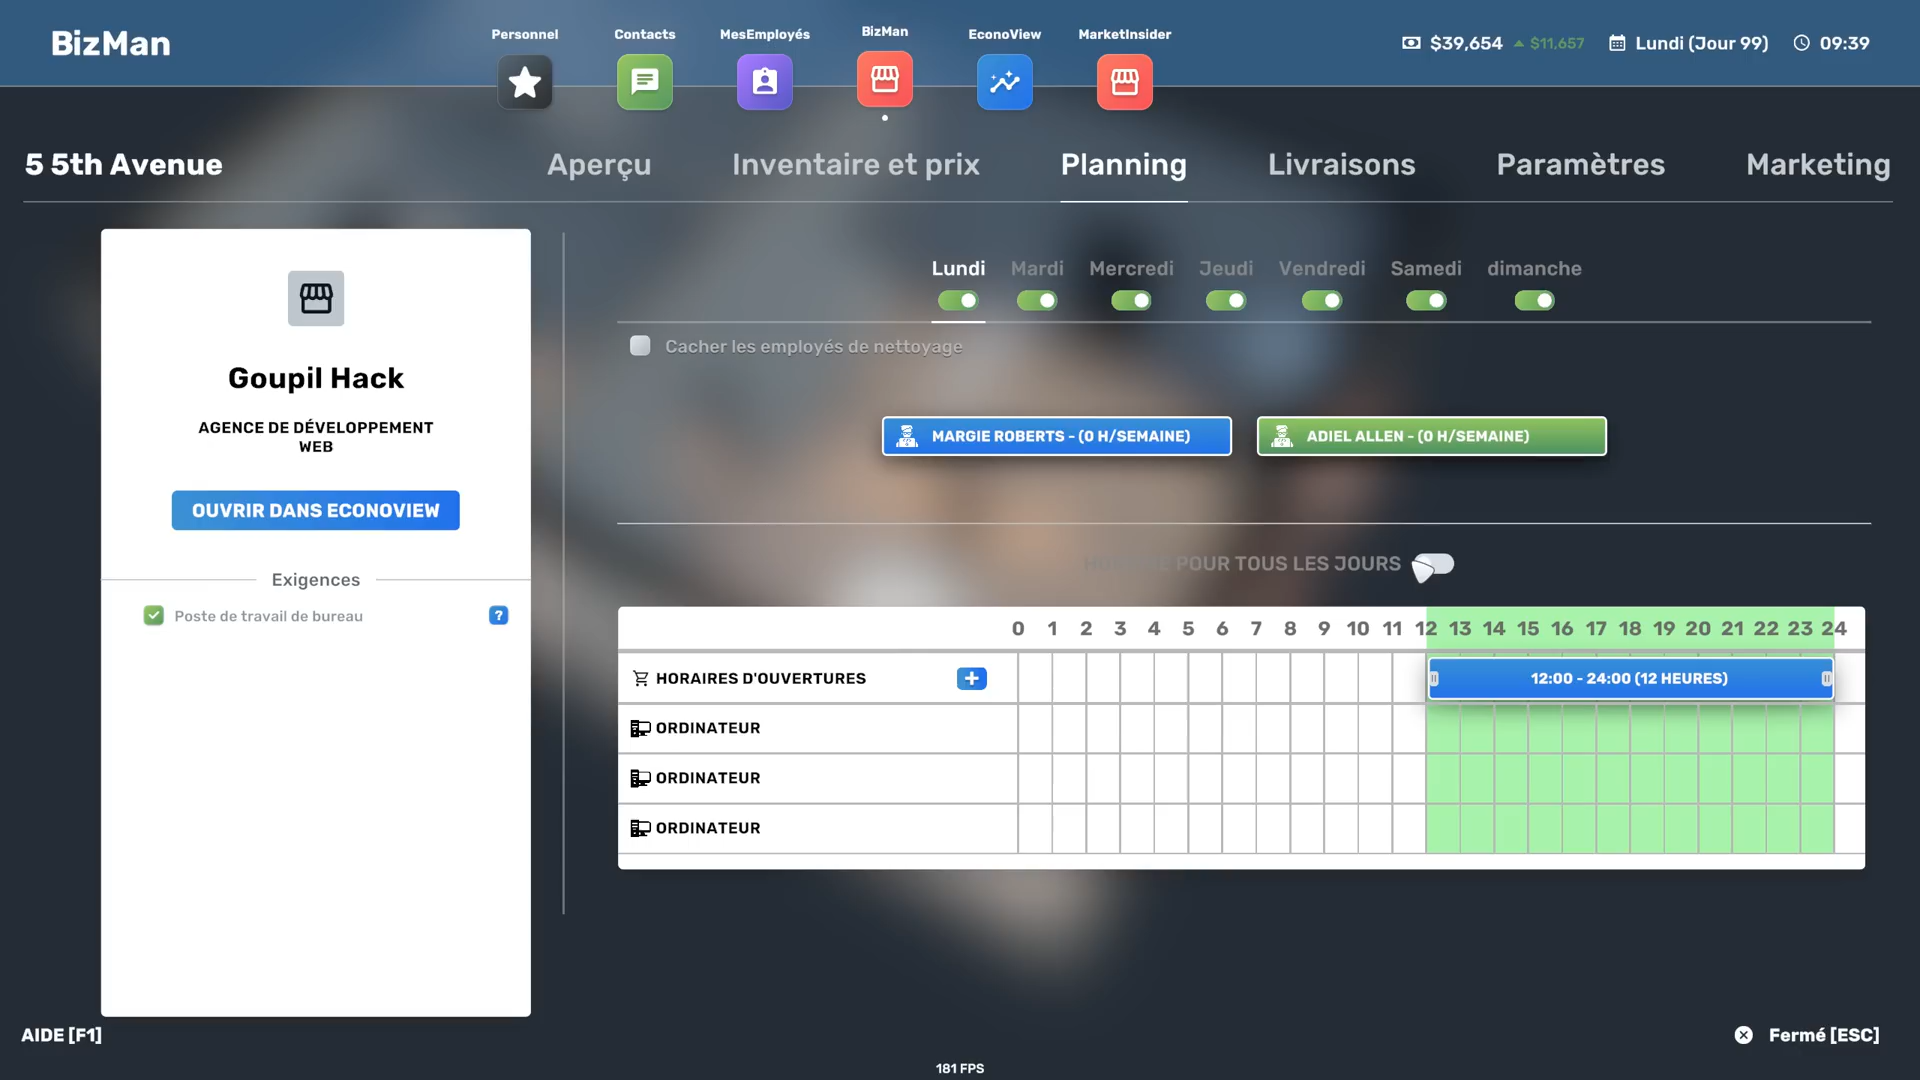 BizMan
Personnel
Contacts
MesEmployés
BizMan
EconoView
MarketInsider
$39,654
$11,657
Lundi (Jour 99)
09:39
5 5th Avenue
Aperçu
Inventaire et prix
Planning
Livraisons
Paramètres
Marketing
Goupil Hack
AGENCE DE DÉVELOPPEMENT
WEB
OUVRIR DANS ECONOVIEW
Exigences
Poste de travail de bureau
?
Lundi
Mardi
Mercredi
Jeudi
Vendredi
Samedi
dimanche
Cacher les employés de nettoyage
MARGIE ROBERTS - (0 H/SEMAINE)
ADIEL ALLEN - (0 H/SEMAINE)
POUR TOUS LES JOURS
0 1 2 3 4 5 6 7 8 9 10 11 12 13 14 15 16 17 18 19 20 21 22 23 24
HORAIRES D'OUVERTURES
12:00 - 24:00 (12 HEURES)
ORDINATEUR
ORDINATEUR
ORDINATEUR
AIDE [F1]
Fermé [ESC]
181 FPS